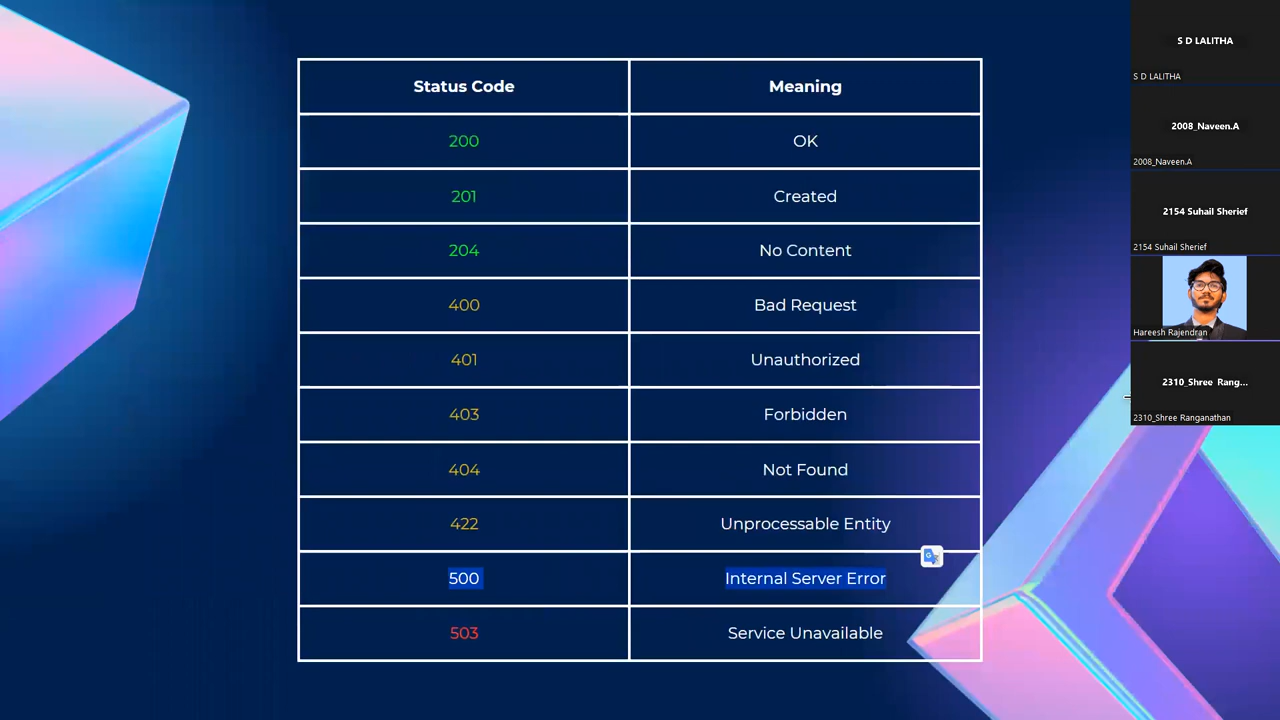 Status Code Meaning
200 OK
201 Created
204 No Content
400 Bad Request
401 Unauthorized
403 Forbidden
404 Not Found
422 Unprocessable Entity
500 Internal Server Error
503 Service Unavailable
S D LALITHA
S D LALITHA
2008_Naveen.A
2008_Naveen.A
2154 Suhail Sherief
2154 Suhail Sherief
Hareesh Rajendran
2310_Shree Rang...
2310_Shree Ranganathan